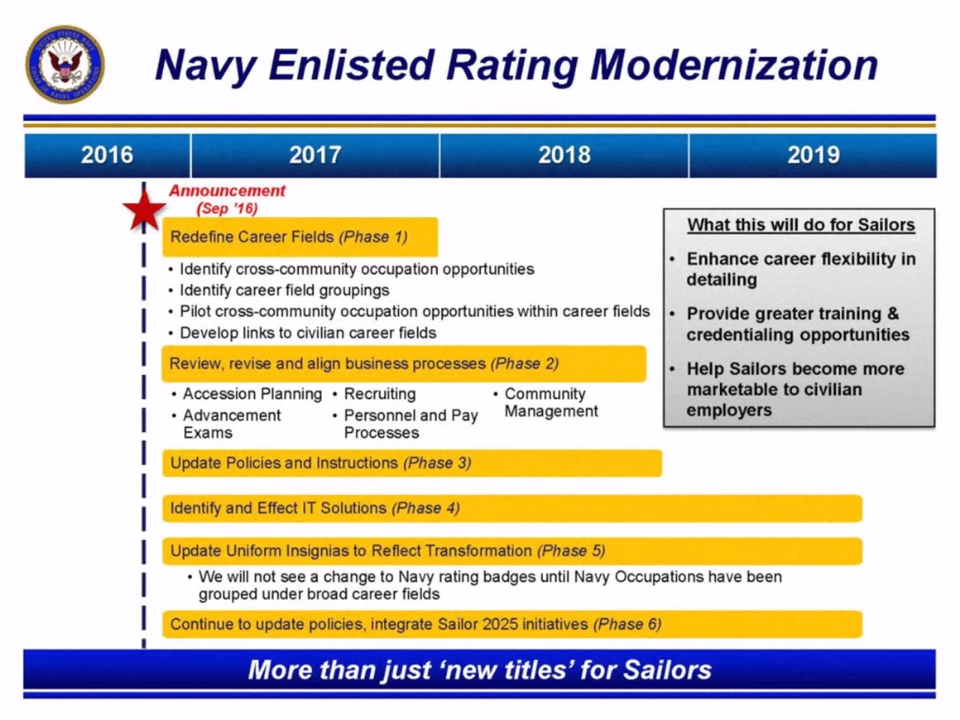 Navy Enlisted Rating Modernization
2016
2017
2018
2019
Announcement
(Sep '16)
Redefine Career Fields (Phase 1)
• Identify cross-community occupation opportunities
• Identify career field groupings
• Pilot cross-community occupation opportunities within career fields
• Develop links to civilian career fields
Review, revise and align business processes (Phase 2)
• Accession Planning
• Advancement
Exams
• Recruiting
• Personnel and Pay
Processes
• Community
Management
Update Policies and Instructions (Phase 3)
Identify and Effect IT Solutions (Phase 4)
Update Uniform Insignias to Reflect Transformation (Phase 5)
• We will not see a change to Navy rating badges until Navy Occupations have been
grouped under broad career fields
Continue to update policies, integrate Sailor 2025 initiatives (Phase 6)
What this will do for Sailors
• Enhance career flexibility in
detailing
• Provide greater training &
credentialing opportunities
• Help Sailors become more
marketable to civilian
employers
More than just 'new titles' for Sailors